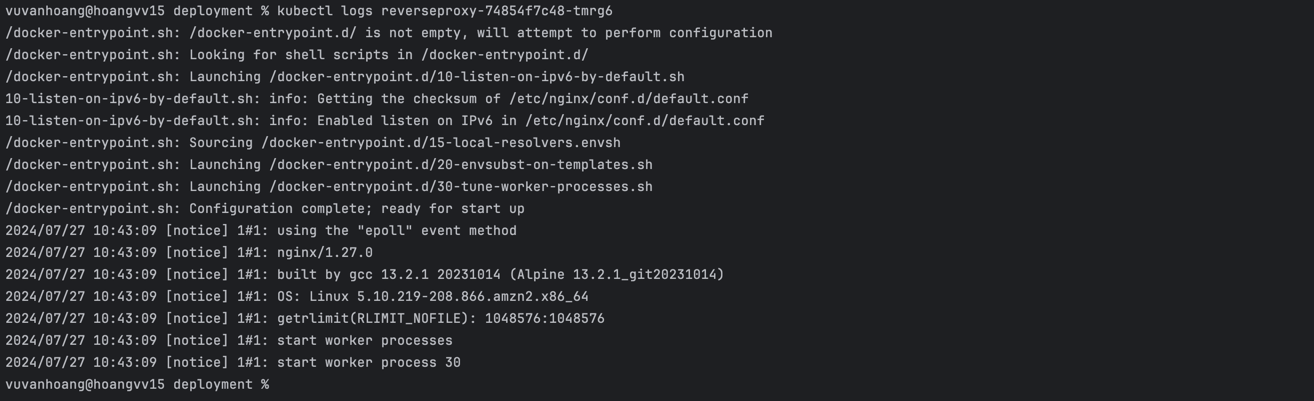 vuvanhoang@hoangvv15 deployment % kubectl logs reverseproxy-74854f7c48-tmrg6
/docker-entrypoint.sh: /docker-entrypoint.d/ is not empty, will attempt to perform configuration
/docker-entrypoint.sh: Looking for shell scripts in /docker-entrypoint.d/
/docker-entrypoint.sh: Launching /docker-entrypoint.d/10-listen-on-ipv6-by-default.sh
10-listen-on-ipv6-by-default.sh: info: Getting the checksum of /etc/nginx/conf.d/default.conf
10-listen-on-ipv6-by-default.sh: info: Enabled listen on IPv6 in /etc/nginx/conf.d/default.conf
/docker-entrypoint.sh: Sourcing /docker-entrypoint.d/15-local-resolvers.envsh
/docker-entrypoint.sh: Launching /docker-entrypoint.d/20-envsubst-on-templates.sh
/docker-entrypoint.sh: Launching /docker-entrypoint.d/30-tune-worker-processes.sh
/docker-entrypoint.sh: Configuration complete; ready for start up
2024/07/27 10:43:09 [notice] 1#1: using the "epoll" event method
2024/07/27 10:43:09 [notice] 1#1: nginx/1.27.0
2024/07/27 10:43:09 [notice] 1#1: built by gcc 13.2.1 20231014 (Alpine 13.2.1_git20231014)
2024/07/27 10:43:09 [notice] 1#1: OS: Linux 5.10.219-208.866.amzn2.x86_64
2024/07/27 10:43:09 [notice] 1#1: getrlimit(RLIMIT_NOFILE): 1048576:1048576
2024/07/27 10:43:09 [notice] 1#1: start worker processes
2024/07/27 10:43:09 [notice] 1#1: start worker process 30
vuvanhoang@hoangvv15 deployment %